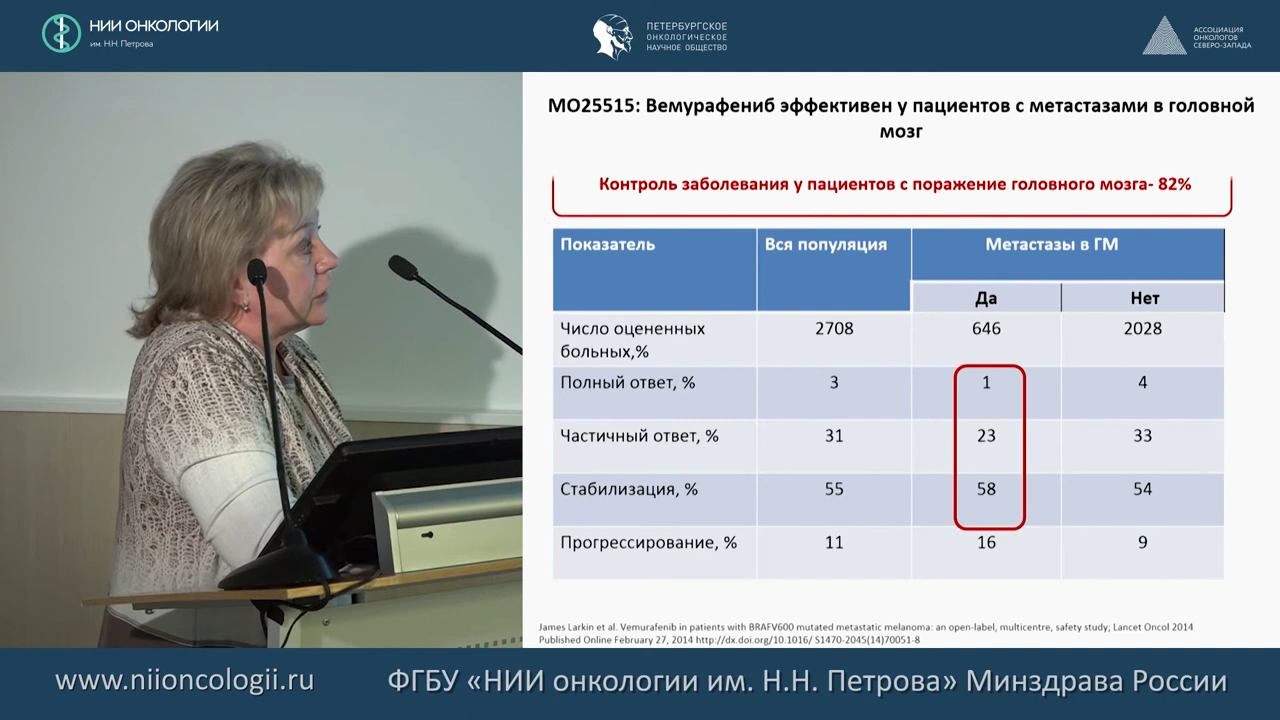 НИИ ОНКОЛОГИИ
им. Н.Н. Петрова
ПЕТЕРБУРГСКОЕ
ОНКОЛОГИЧЕСКОЕ
НАУЧНОЕ ОБЩЕСТВО
АССОЦИАЦИЯ
ОНКОЛОГОВ
СЕВЕРО-ЗАПАДА
МО25515: Вемурафениб эффективен у пациентов с метастазами в головной
мозг
Контроль заболевания у пациентов с поражение головного мозга- 82%
Показатель Вся популяция Метастазы в ГМ
Да Нет
Число оцененных 2708 646 2028
больных,%
Полный ответ, % 3 1 4
Частичный ответ, % 31 23 33
Стабилизация, % 55 58 54
Прогрессирование, % 11 16 9
James Larkin et al. Vemurafenib in patients with BRAFV600 mutated metastatic melanoma: an open-label, multicentre, safety study; Lancet Oncol 2014
Published Online February 27, 2014 http://dx.doi.org/10.1016/ S1470-2045(14)70051-8
www.niioncologii.ru ФГБУ «НИИ онкологии им. Н.Н. Петрова» Минздрава России